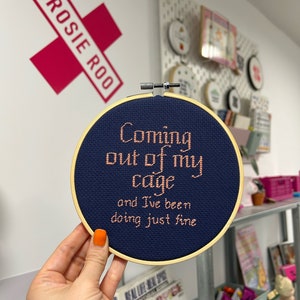 ROSIE ROO
Coming
out of my
cage
and I've been
doing just fine